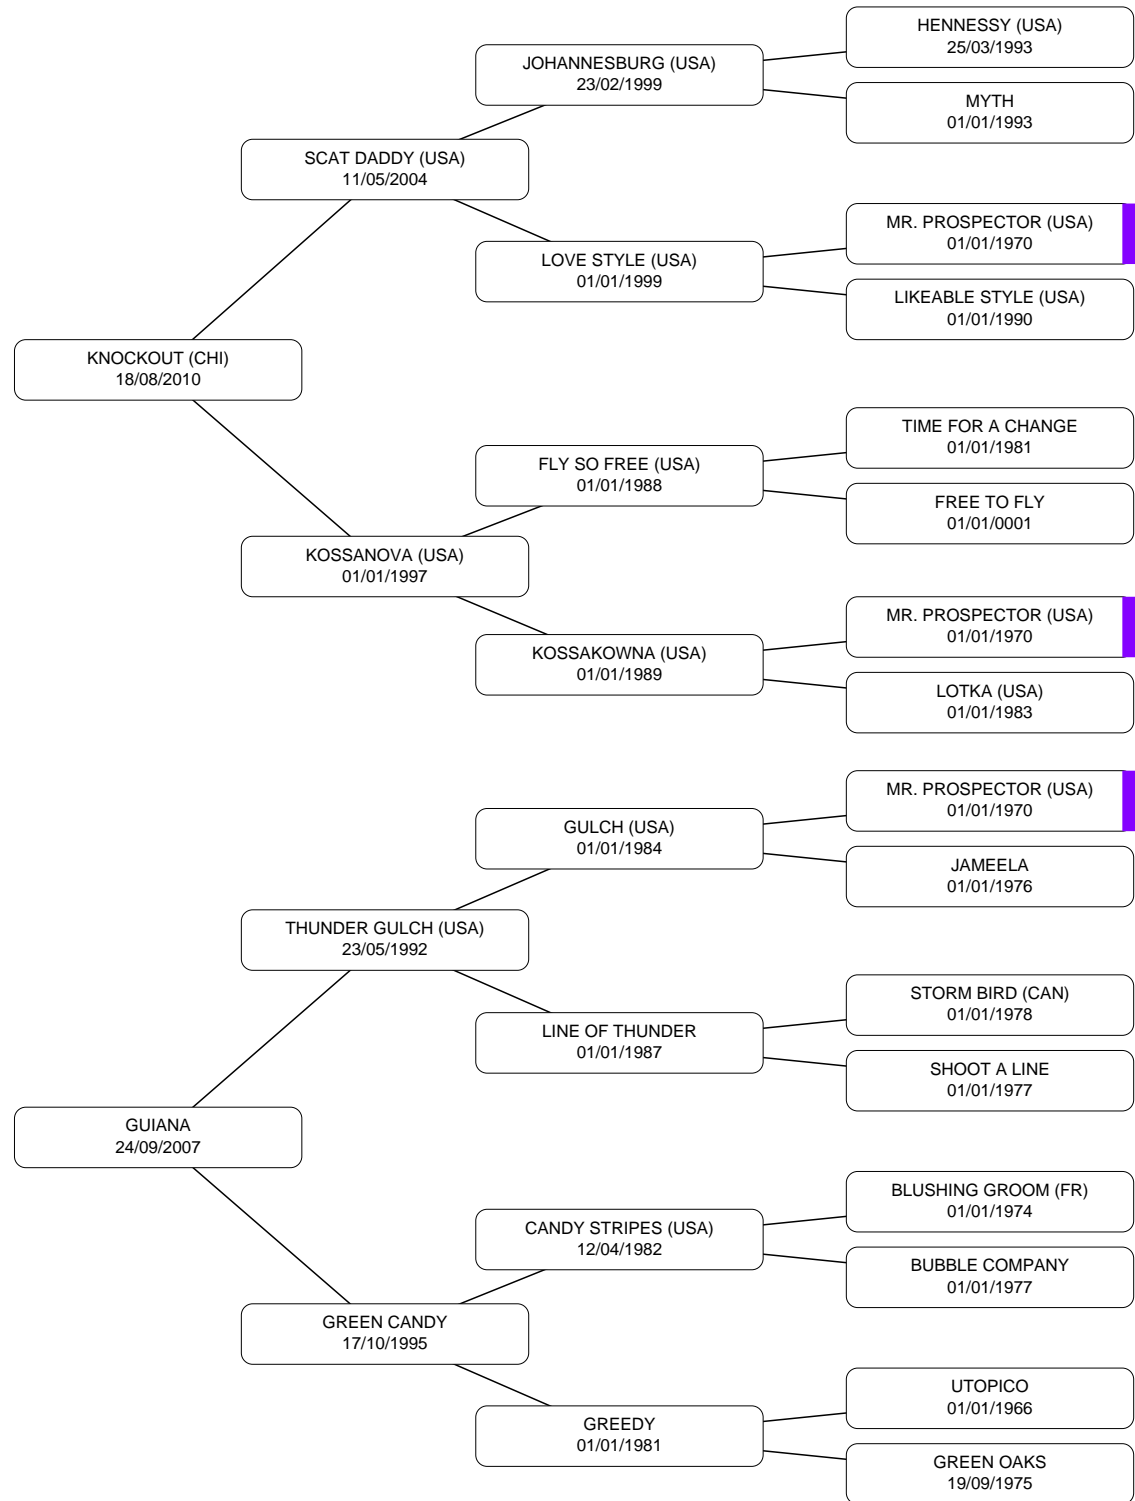 HENNESSY (USA)
25/03/1993
JOHANNESBURG (USA)
23/02/1999
MYTH
01/01/1993
SCAT DADDY (USA)
11/05/2004
MR. PROSPECTOR (USA)
01/01/1970
LOVE STYLE (USA)
01/01/1999
LIKEABLE STYLE (USA)
01/01/1990
KNOCKOUT (CHI)
18/08/2010
TIME FOR A CHANGE
01/01/1981
FLY SO FREE (USA)
01/01/1988
FREE TO FLY
01/01/0001
KOSSANOVA (USA)
01/01/1997
MR. PROSPECTOR (USA)
01/01/1970
KOSSAKOWNA (USA)
01/01/1989
LOTKA (USA)
01/01/1983
MR. PROSPECTOR (USA)
01/01/1970
GULCH (USA)
01/01/1984
JAMEELA
01/01/1976
THUNDER GULCH (USA)
23/05/1992
STORM BIRD (CAN)
01/01/1978
LINE OF THUNDER
01/01/1987
SHOOT A LINE
01/01/1977
GUIANA
24/09/2007
BLUSHING GROOM (FR)
01/01/1974
CANDY STRIPES (USA)
12/04/1982
BUBBLE COMPANY
01/01/1977
GREEN CANDY
17/10/1995
UTOPICO
01/01/1966
GREEDY
01/01/1981
GREEN OAKS
19/09/1975